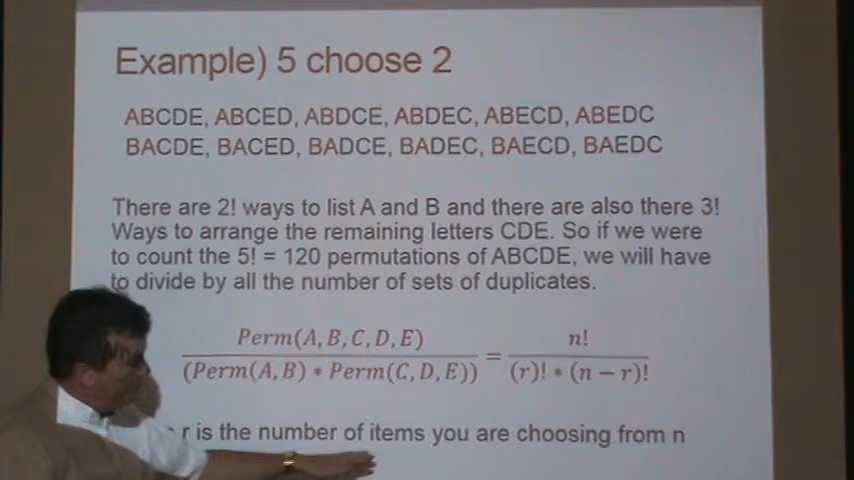 Example) 5 choose 2
ABCDE, ABCED, ABDCE, ABDEC, ABECD, ABEDC
BACDE, BACED, BADCE, BADEC, BAECD, BAEDC
There are 2! ways to list A and B and there are also there 3!
Ways to arrange the remaining letters CDE. So if we were
to count the 5! = 120 permutations of ABCDE, we will have
to divide by all the number of sets of duplicates.
Perm(A,B,C,D,E) / (Perm(A,B) * Perm(C,D,E)) = n! / (r)! * (n − r)!
r is the number of items you are choosing from n